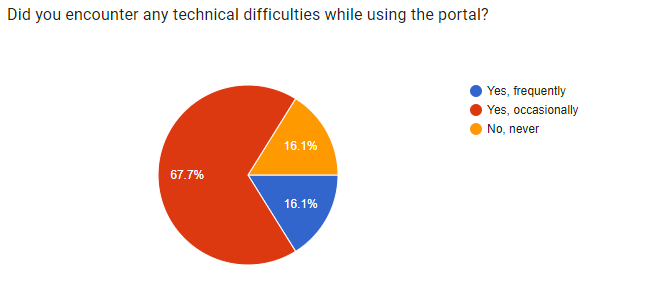 Did you encounter any technical difficulties while using the portal?
Yes, frequently
Yes, occasionally
No, never
16.1%
67.7%
16.1%